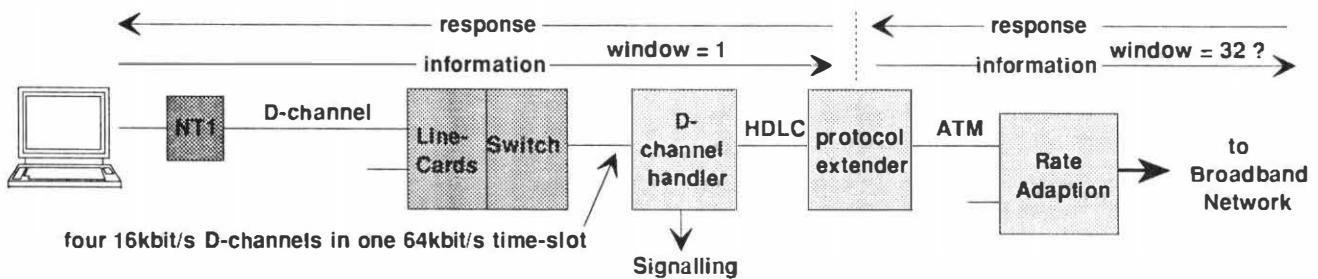 response
response
window = 1
window = 32 ?
information
information
NT1
D-channel
Line-
Cards
Switch
D-
channel
handler
HDLC
protocol
extender
ATM
Rate
Adaption
to
Broadband
Network
four 16kbit/s D-channels in one 64kbit/s time-slot
Signalling